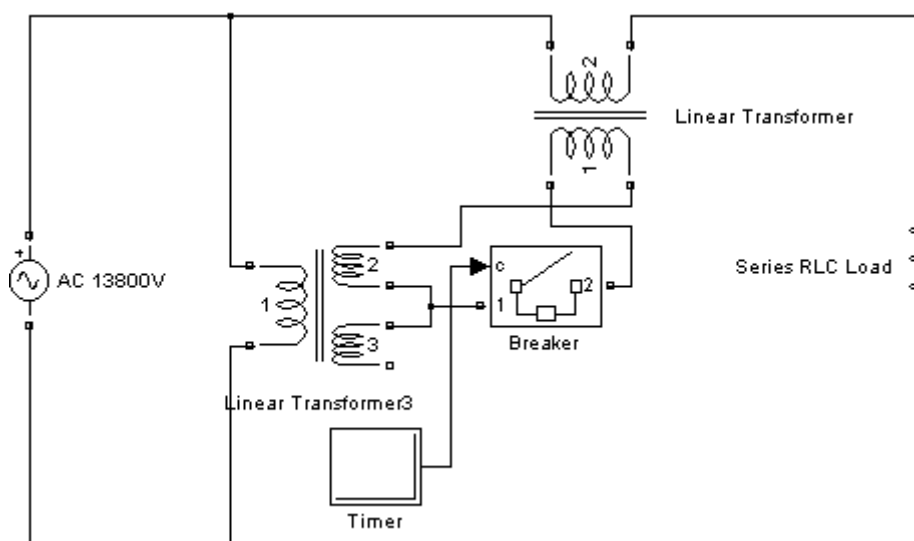 2
Linear Transformer
1
+
AC 13800V
1
2
3
Linear Transformer3
c
1
2
Breaker
Series RLC Load
Timer